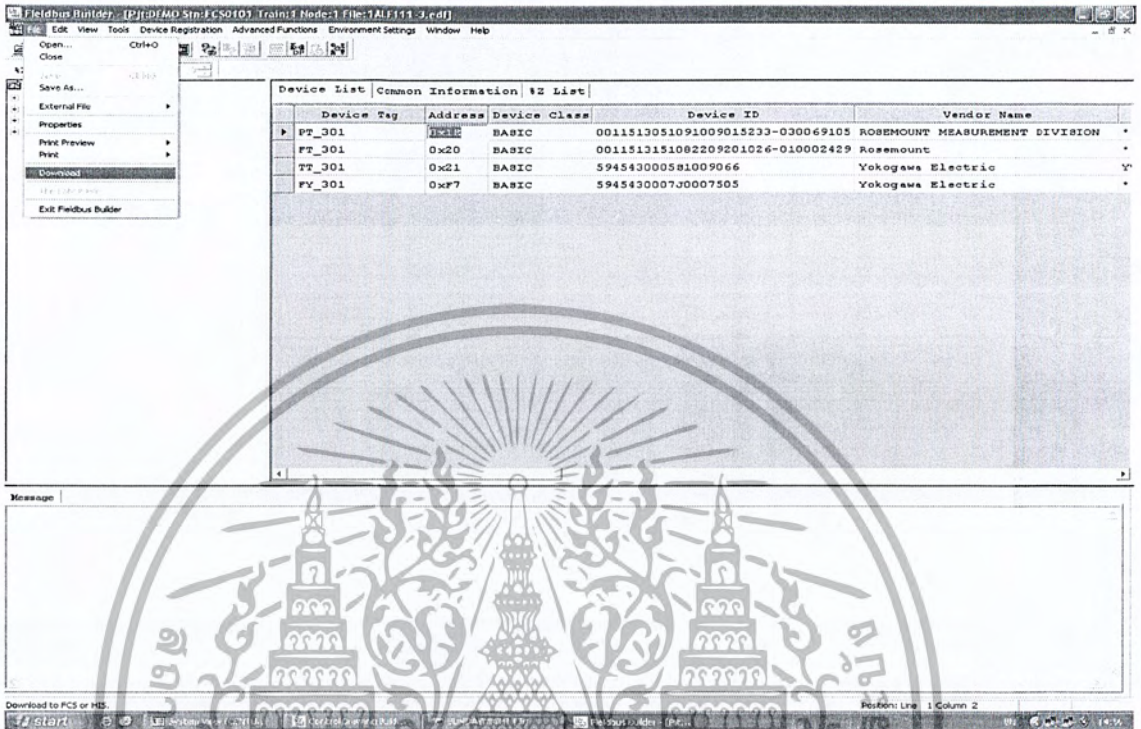 Fieldbus Builder - [Pjt:DEMO Stn:FCS0101 Train:1 Node:1 File:1ALF111-3.edf]
File Edit View Tools Device Registration Advanced Functions Environment Settings Window Help
Open... Ctrl+O
Close
Save As...
External File
Properties
Print Preview
Print
Download
Exit Fieldbus Builder
Device List Common Information %Z List
Device Tag Address Device Class Device ID Vendor Name
PT_301 BASIC 0011513051091009015233-030069105 ROSEMOUNT MEASUREMENT DIVISION
FT_301 0x20 BASIC 0011513151082209201026-010002429 Rosemount
TT_301 0x21 BASIC 594543000581009066 Yokogawa Electric
FY_301 0xF7 BASIC 5945430007J0007505 Yokogawa Electric
Message
Download to FCS or HIS.
Position: Line 1 Column 2
start
14:56